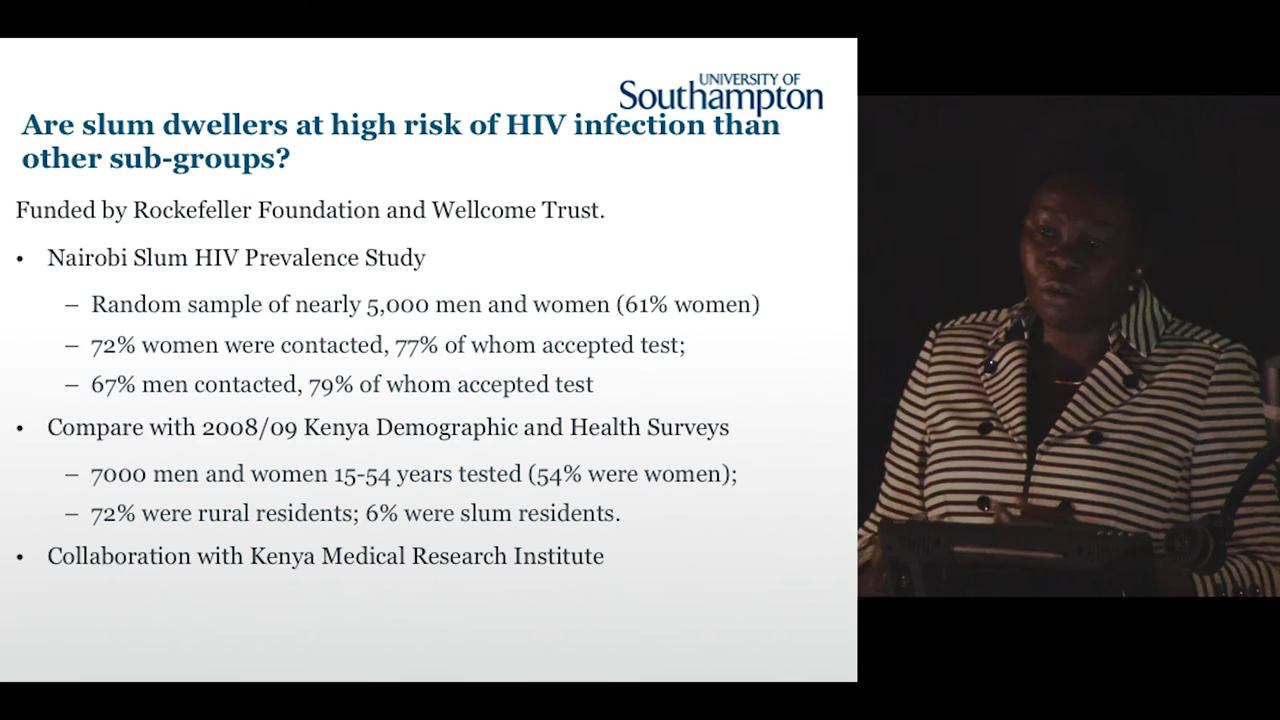 UNIVERSITY OF
Southampton
Are slum dwellers at high risk of HIV infection than
other sub-groups?
Funded by Rockefeller Foundation and Wellcome Trust.
• Nairobi Slum HIV Prevalence Study
– Random sample of nearly 5,000 men and women (61% women)
– 72% women were contacted, 77% of whom accepted test;
– 67% men contacted, 79% of whom accepted test
• Compare with 2008/09 Kenya Demographic and Health Surveys
– 7000 men and women 15-54 years tested (54% were women);
– 72% were rural residents; 6% were slum residents.
• Collaboration with Kenya Medical Research Institute